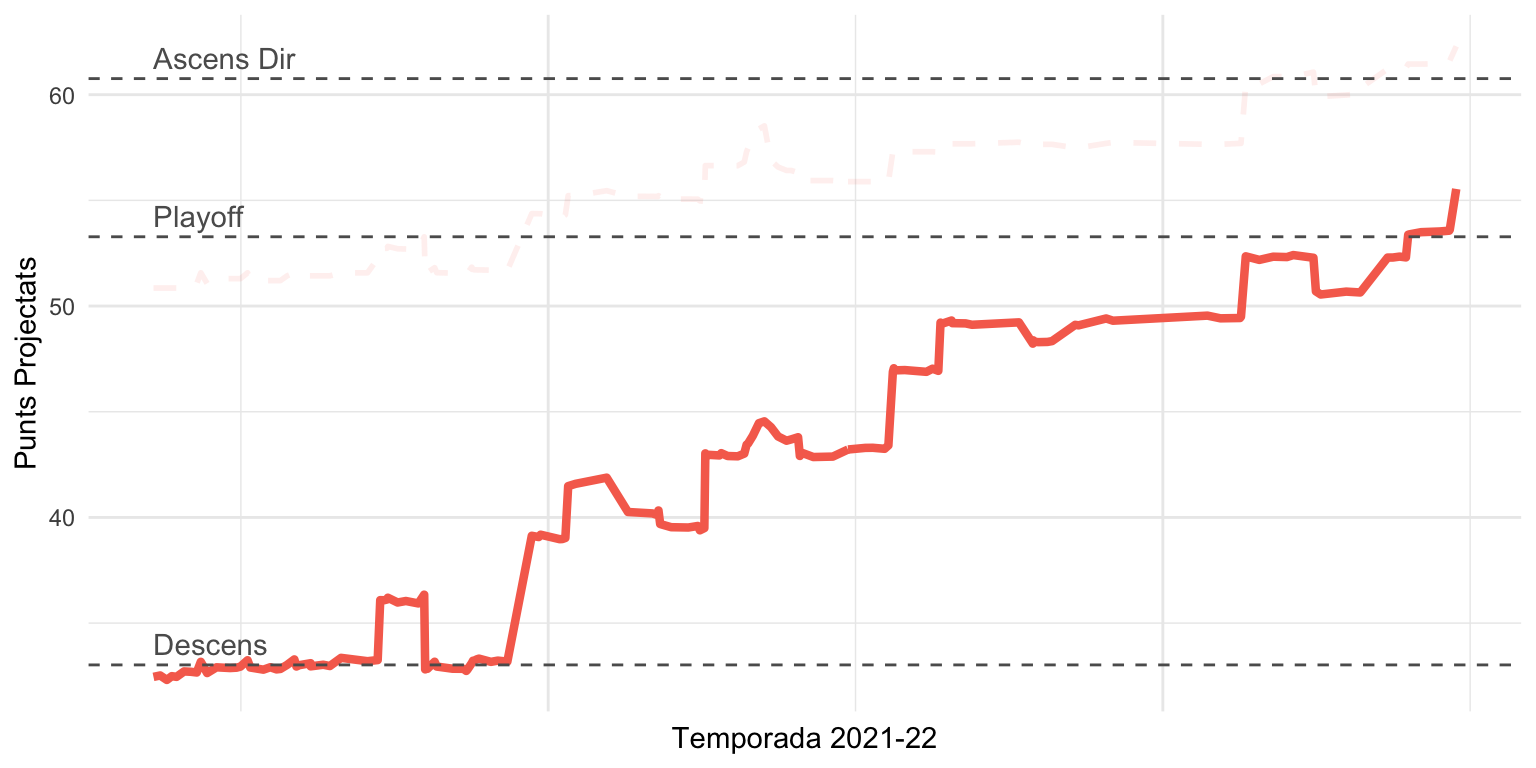 Ascens Dir
60
Playoff
50
Punts Projectats
40
Descens
Temporada 2021-22